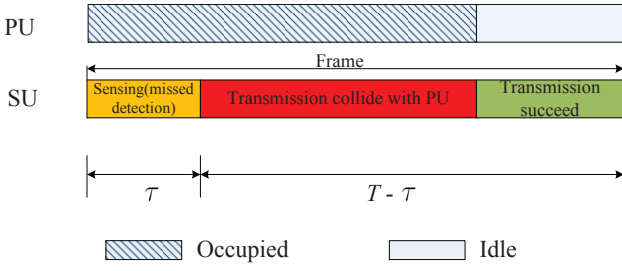 PU
Frame
SU
Sensing(missed
detection)
Transmission collide with PU
Transmission
succeed
τ
T - τ
Occupied
Idle